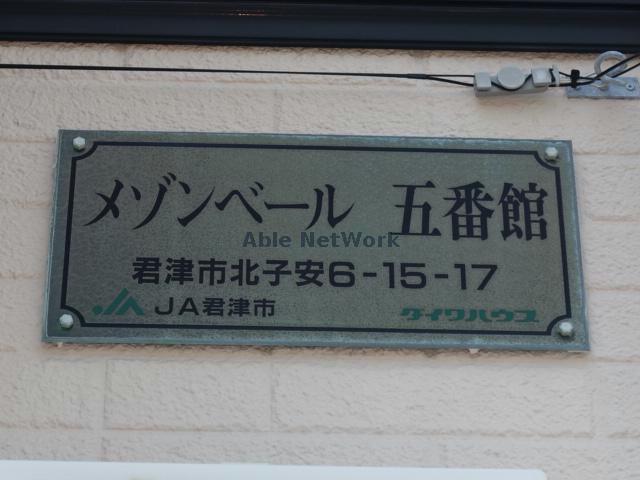 メゾンベール 五番館
Able NetWork
君津市北子安6-15-17
JA JA君津市 ダイワハウス